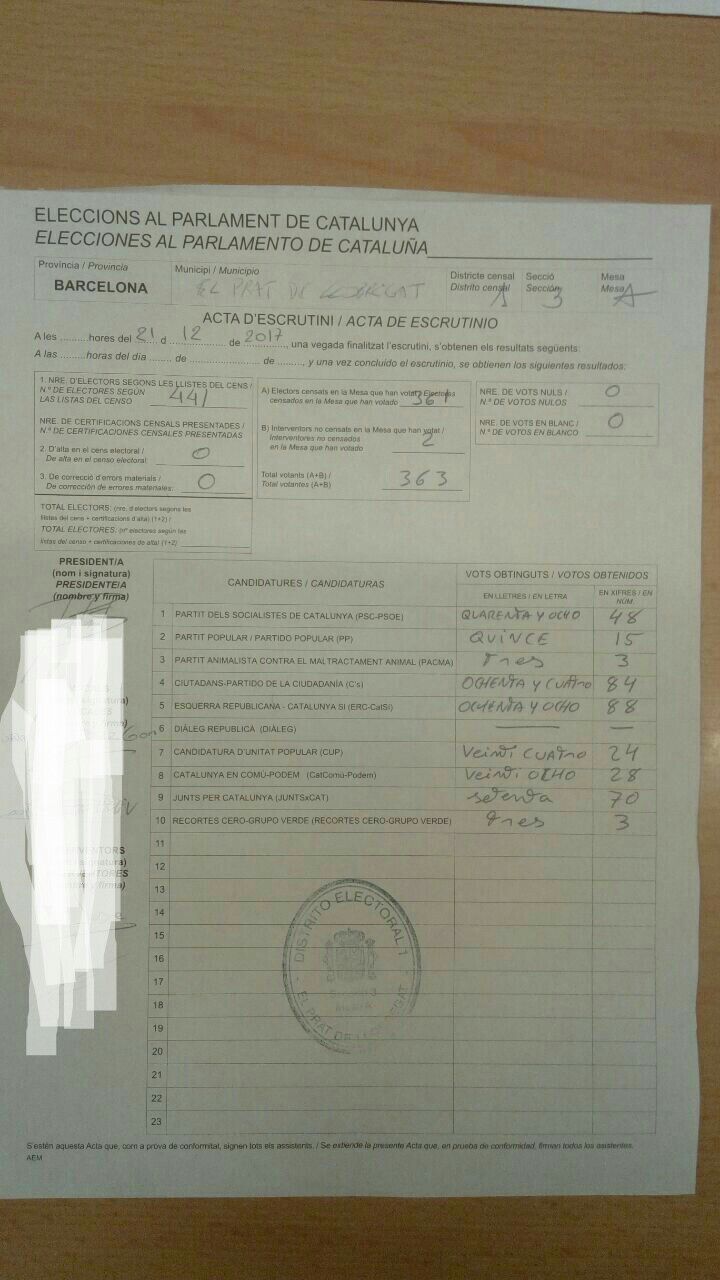 ELECCIONS AL PARLAMENT DE CATALUNYA
ELECCIONES AL PARLAMENTO DE CATALUÑA
Provincia / Provincia
BARCELONA
Municipi / Municipio
EL PRAT DE LLOBREGAT
Districte censal
Distrito censal 1
Secció
Sección 3
Mesa
Mesa A
ACTA D'ESCRUTINI / ACTA DE ESCRUTINIO
A les .........hores del 21 d 12 de 2017, una vegada finalitzat l'escrutini, s'obtenen els resultats següents:
A las .........horas del día ...... de ........................ de .........., y una vez concluido el escrutinio, se obtienen los siguientes resultados:
1. NRE. D'ELECTORS SEGONS LES LLISTES DEL CENS /
N.º DE ELECTORES SEGÚN
LAS LISTAS DEL CENSO 441
NRE. DE CERTIFICACIONS CENSALS PRESENTADES /
N.º DE CERTIFICACIONES CENSALES PRESENTADAS
2. D'alta en el cens electoral /
De alta en el censo electoral: 0
3. De correcció d'errors materials /
De corrección de errores materiales: 0
TOTAL ELECTORS: (nre. d'electors segons les
llistes del cens + certificacions d'alta) (1+2) /
TOTAL ELECTORES: (nº electores según las
listas del censo + certificaciones de alta) (1+2)
A) Electors censats en la Mesa que han votat / Electores
censados en la Mesa que han votado 361
B) Interventors no censats en la Mesa que han votat /
Interventores no censados
en la Mesa que han votado 2
Total votants (A+B) /
Total votantes (A+B) 363
NRE. DE VOTS NULS /
N.º DE VOTOS NULOS 0
NRE. DE VOTS EN BLANC /
N.º DE VOTOS EN BLANCO 0
PRESIDENT/A
(nom i signatura)
PRESIDENTE/A
(nombre y firma)
CANDIDATURES / CANDIDATURAS
VOTS OBTINGUTS / VOTOS OBTENIDOS
EN LLETRES / EN LETRA
EN XIFRES / EN NÚM.
1 PARTIT DELS SOCIALISTES DE CATALUNYA (PSC-PSOE) QUARENTA Y OCHO 48
2 PARTIT POPULAR / PARTIDO POPULAR (PP) QUINCE 15
3 PARTIT ANIMALISTA CONTRA EL MALTRACTAMENT ANIMAL (PACMA) tres 3
4 CIUTADANS-PARTIDO DE LA CIUDADANÍA (C's) OCHENTA Y CUATRO 84
5 ESQUERRA REPUBLICANA - CATALUNYA SI (ERC-CatSí) OCHENTA Y OCHO 88
6 DIÀLEG REPUBLICÀ (DIÀLEG) — —
7 CANDIDATURA D'UNITAT POPULAR (CUP) Veinti CUATRO 24
8 CATALUNYA EN COMÚ-PODEM (CatComú-Podem) Veinti OCHO 28
9 JUNTS PER CATALUNYA (JUNTSxCAT) setenta 70
10 RECORTES CERO-GRUPO VERDE (RECORTES CERO-GRUPO VERDE) tres 3
11
12
13
14
15
16
17
18
19
20
21
22
23
DISTRITO ELECTORAL 1
EL PRAT DE LLOBREGAT
S'estén aquesta Acta que, com a prova de conformitat, signen tots els assistents. / Se extiende la presente Acta que, en prueba de conformidad, firman todos los asistentes.
AEM